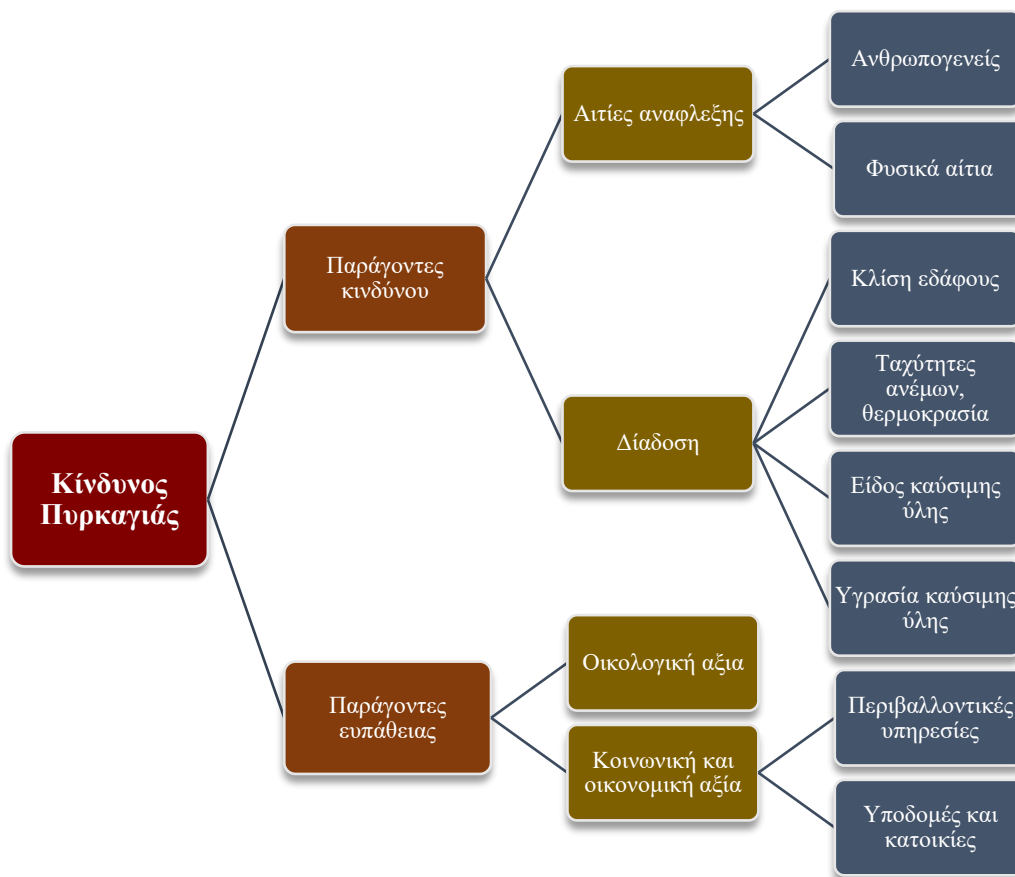 Κίνδυνος
Πυρκαγιάς
Παράγοντες
κινδύνου
Αιτίες αναφλεξης
Ανθρωπογενείς
Φυσικά αίτια
Δίαδοση
Κλίση εδάφους
Ταχύτητες
ανέμων,
θερμοκρασία
Είδος καύσιμης
ύλης
Υγρασία καύσιμης
ύλης
Παράγοντες
ευπάθειας
Οικολογική αξια
Κοινωνική και
οικονομική αξία
Περιβαλλοντικές
υπηρεσίες
Υποδομές και
κατοικίες